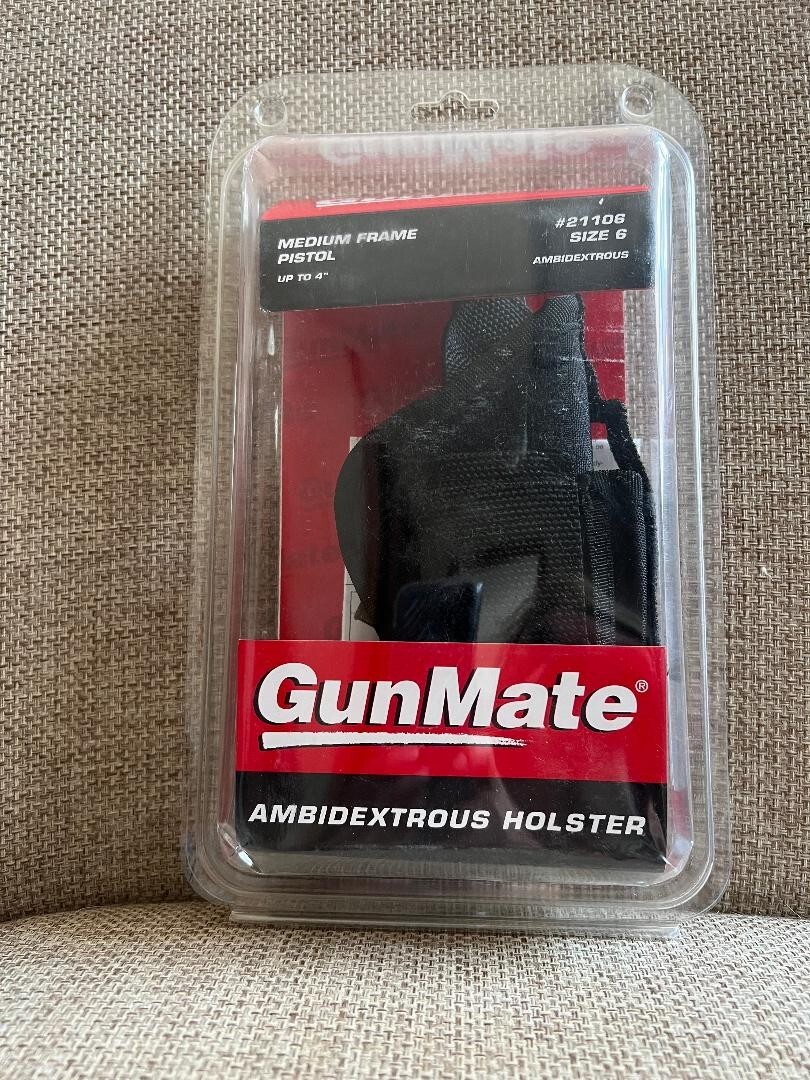 MEDIUM FRAME
PISTOL
UP TO 4"
#21106
SIZE 6
AMBIDEXTROUS
GunMate®
AMBIDEXTROUS HOLSTER